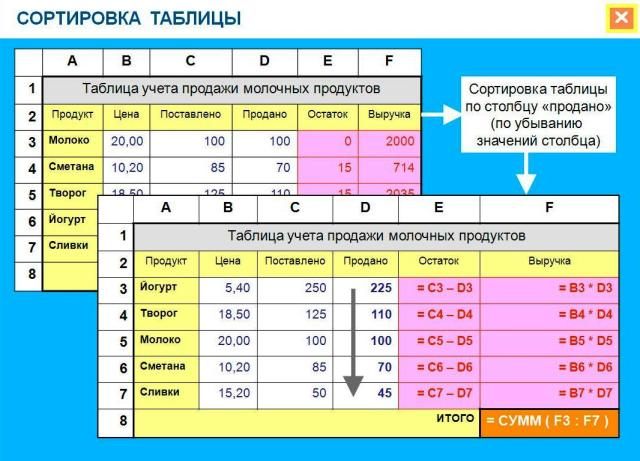 СОРТИРОВКА ТАБЛИЦЫ
A B C D E F
1 Таблица учета продажи молочных продуктов
2 Продукт Цена Поставлено Продано Остаток Выручка
3 Молоко 20,00 100 100 0 2000
4 Сметана 10,20 85 70 15 714
5 Творог 18,50 125 110 15 2035
6 Йогурт
7 Сливки
8
Сортировка таблицы
по столбцу «продано»
(по убыванию
значений столбца)
A B C D E F
1 Таблица учета продажи молочных продуктов
2 Продукт Цена Поставлено Продано Остаток Выручка
3 Йогурт 5,40 250 225 = C3 – D3 = B3 * D3
4 Творог 18,50 125 110 = C4 – D4 = B4 * D4
5 Молоко 20,00 100 100 = C5 – D5 = B5 * D5
6 Сметана 10,20 85 70 = C6 – D6 = B6 * D6
7 Сливки 15,20 50 45 = C7 – D7 = B7 * D7
8 ИТОГО = СУММ ( F3 : F7 )